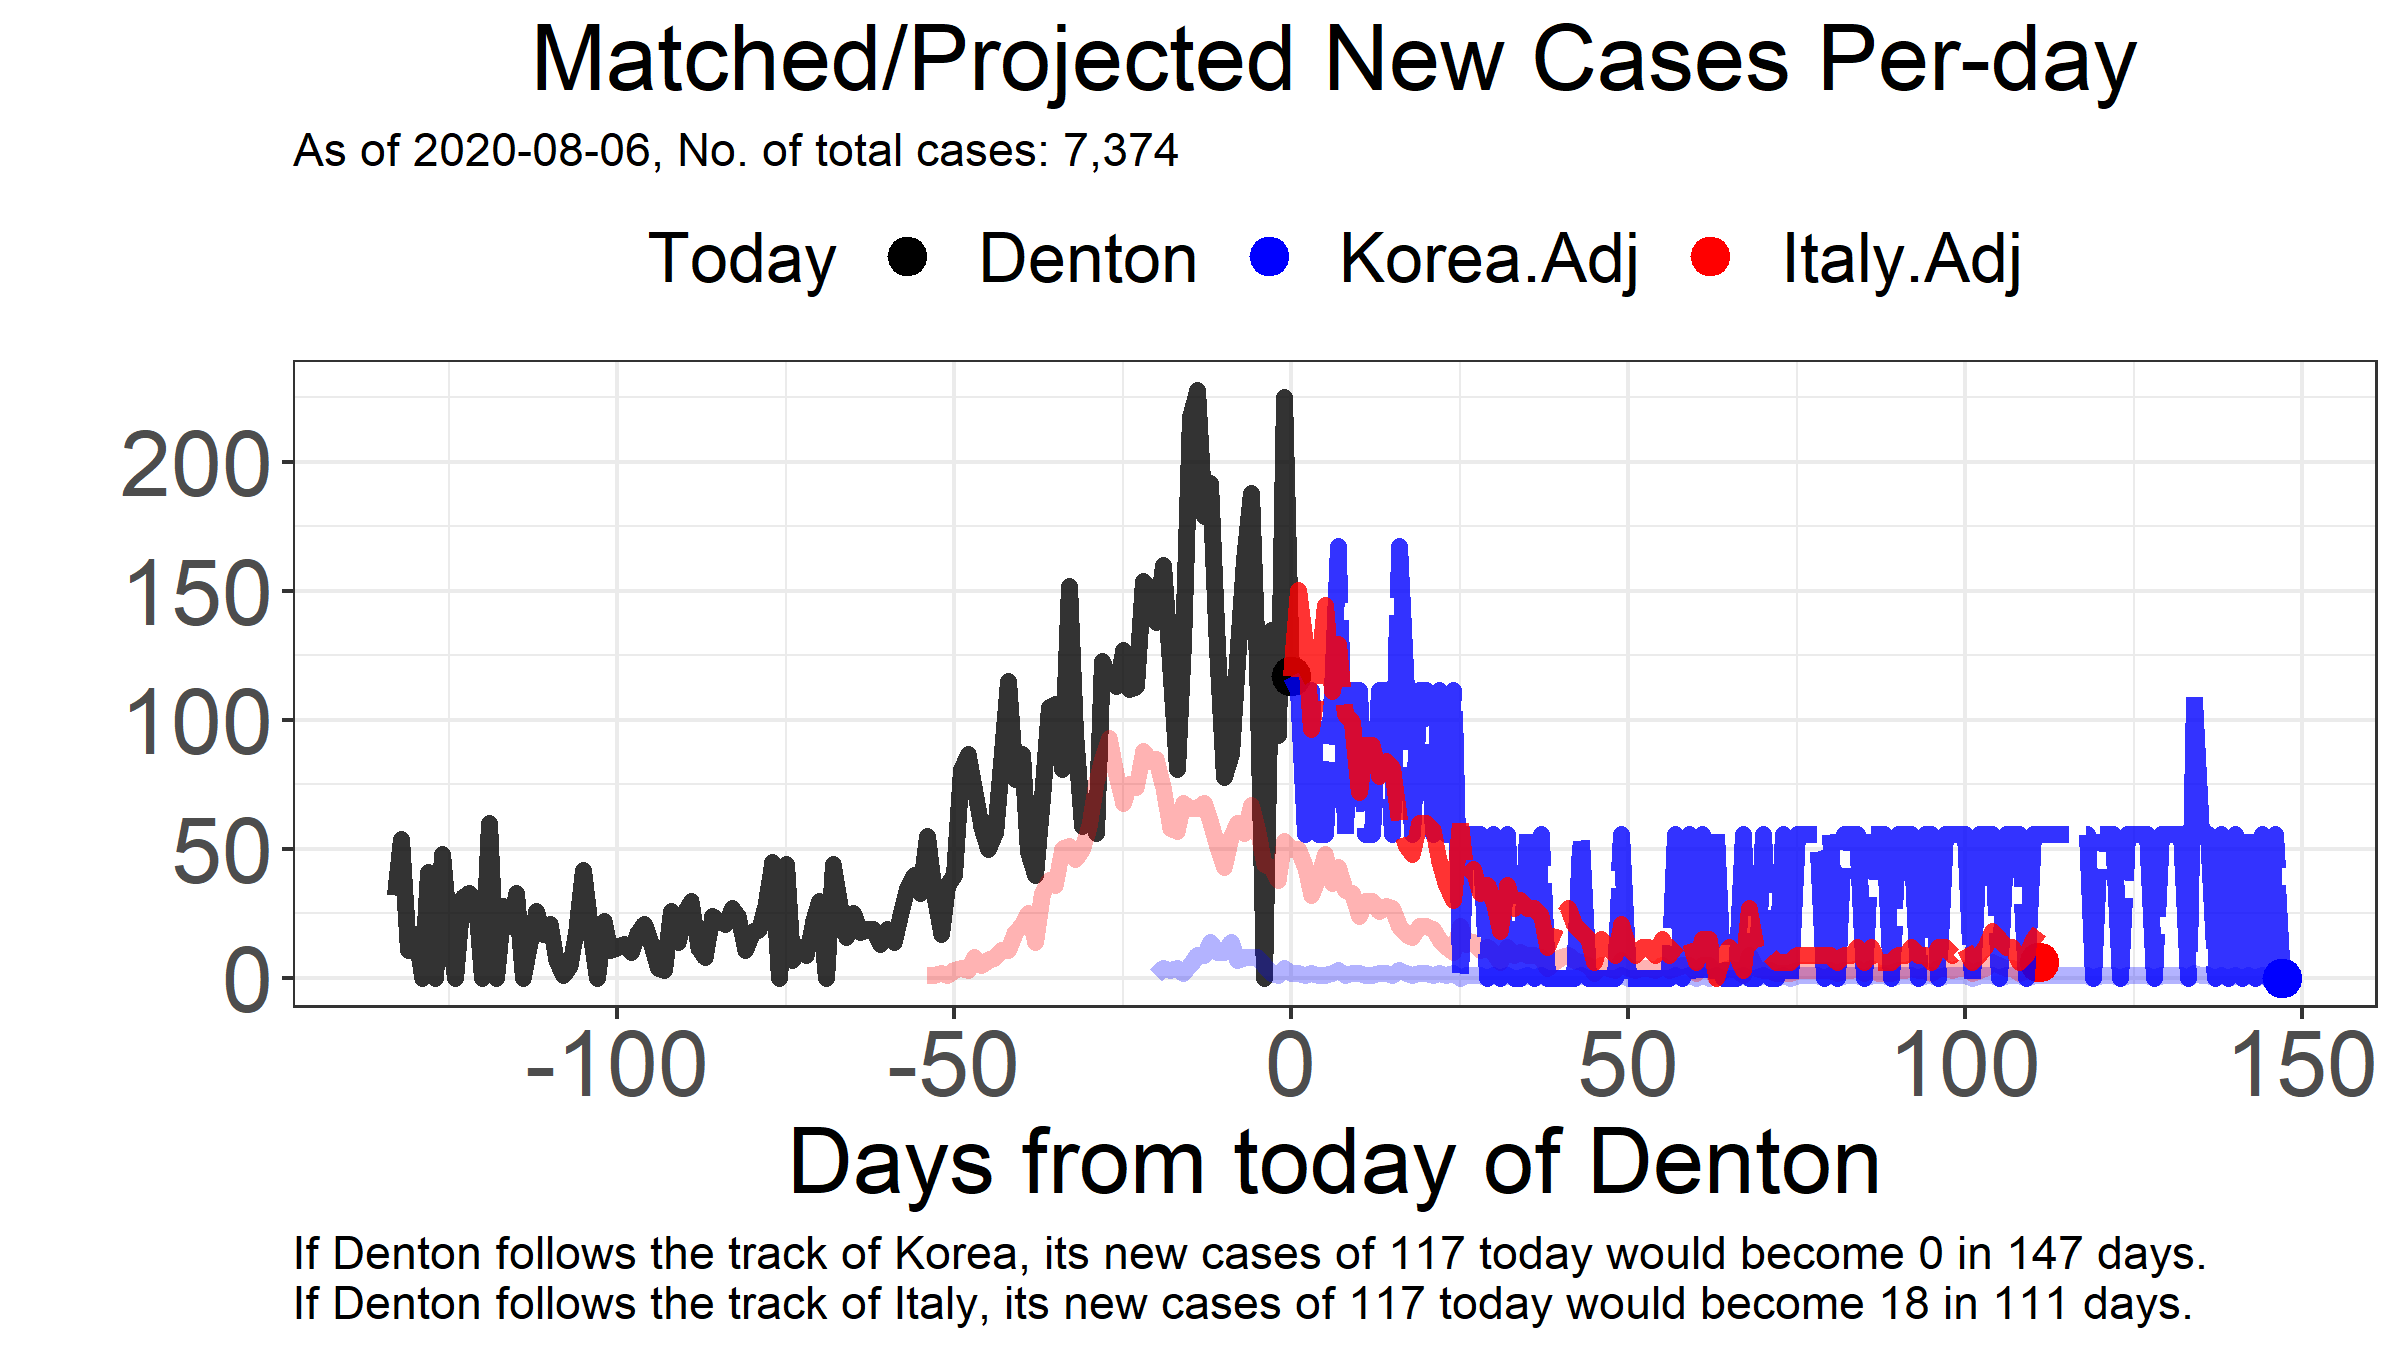 Matched/Projected New Cases Per-day
As of 2020-08-06, No. of total cases: 7,374
Today Denton Korea.Adj Italy.Adj
200
150
100
50
0
-100 -50 0 50 100 150
Days from today of Denton
If Denton follows the track of Korea, its new cases of 117 today would become 0 in 147 days.
If Denton follows the track of Italy, its new cases of 117 today would become 18 in 111 days.